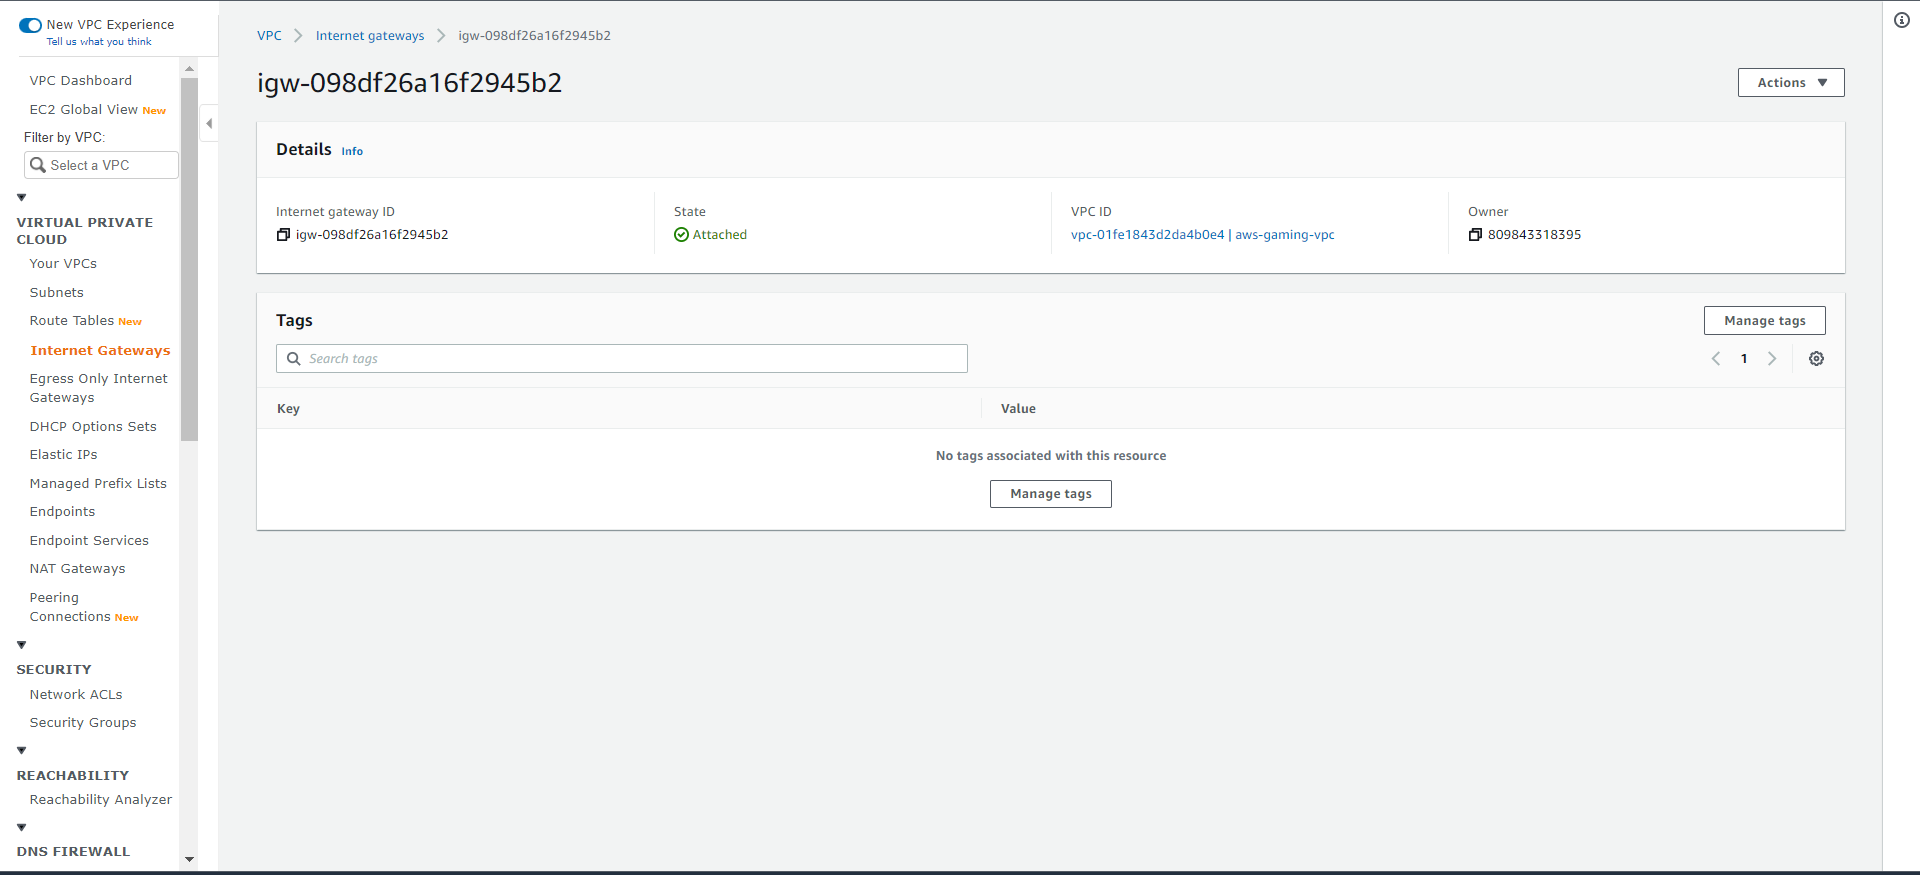 New VPC Experience
Tell us what you think
VPC Dashboard
EC2 Global View New
Filter by VPC:
Select a VPC
VIRTUAL PRIVATE
CLOUD
Your VPCs
Subnets
Route Tables New
Internet Gateways
Egress Only Internet
Gateways
DHCP Options Sets
Elastic IPs
Managed Prefix Lists
Endpoints
Endpoint Services
NAT Gateways
Peering
Connections New
SECURITY
Network ACLs
Security Groups
REACHABILITY
Reachability Analyzer
DNS FIREWALL
VPC > Internet gateways > igw-098df26a16f2945b2
igw-098df26a16f2945b2
Actions
Details Info
Internet gateway ID
igw-098df26a16f2945b2
State
Attached
VPC ID
vpc-01fe1843d2da4b0e4 | aws-gaming-vpc
Owner
809843318395
Tags
Manage tags
Search tags
1
Key Value
No tags associated with this resource
Manage tags